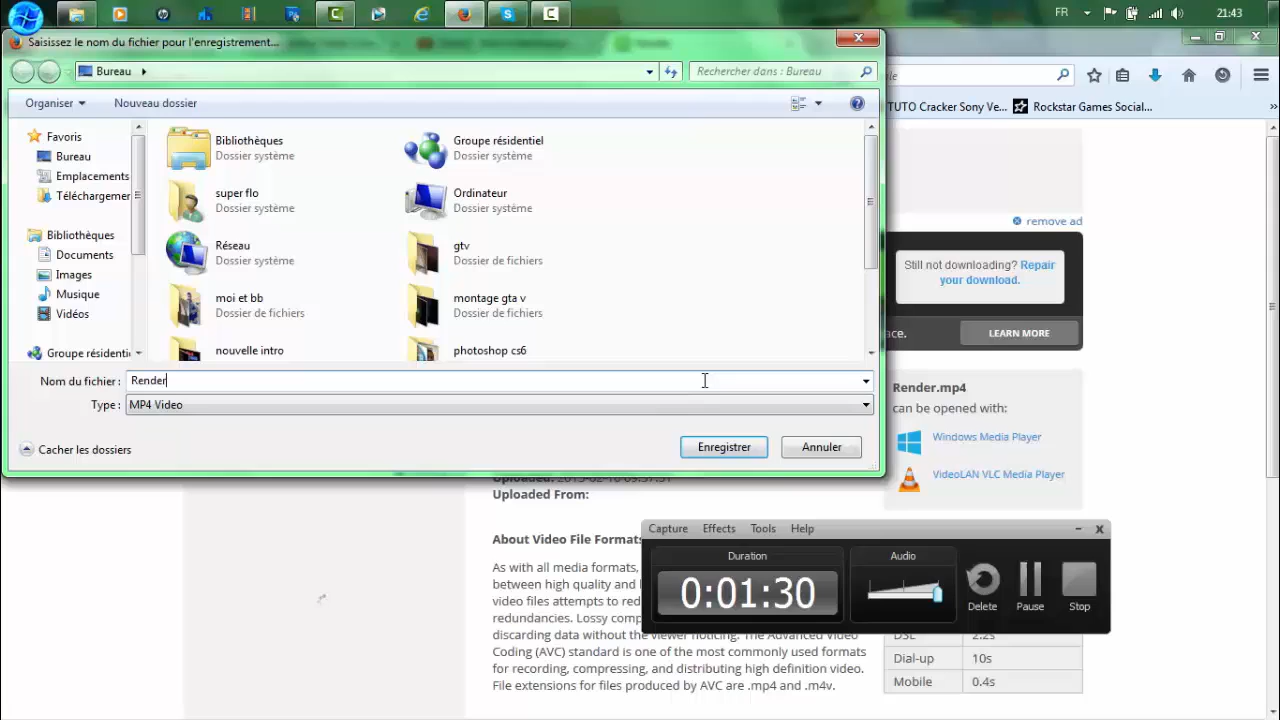 FR
21:43
Saisissez le nom du fichier pour l'enregistrement...
Bureau
Rechercher dans : Bureau
Organiser
Nouveau dossier
TUTO Cracker Sony Ve...
Rockstar Games Social...
Favoris
Bureau
Emplacements
Téléchargemer
Bibliothèques
Documents
Images
Musique
Vidéos
Groupe résidenti
Bibliothèques
Dossier système
Groupe résidentiel
Dossier système
super flo
Dossier système
Ordinateur
Dossier système
Réseau
Dossier système
gtv
Dossier de fichiers
moi et bb
Dossier de fichiers
montage gta v
Dossier de fichiers
nouvelle intro
photoshop cs6
remove ad
Still not downloading? Repair
your download.
ace.
LEARN MORE
Nom du fichier :
Render
Type :
MP4 Video
Cacher les dossiers
Enregistrer
Annuler
Render.mp4
can be opened with:
Windows Media Player
VideoLAN VLC Media Player
Uploaded From:
About Video File Formats
As with all media formats,
between high quality and
video files attempts to red
redundancies. Lossy comp
discarding data without the viewer noticing. The Advanced Video
Coding (AVC) standard is one of the most commonly used formats
for recording, compressing, and distributing high definition video.
File extensions for files produced by AVC are .mp4 and .m4v.
Capture
Effects
Tools
Help
Duration
0:01:30
Audio
Delete
Pause
Stop
DSL
2.2s
Dial-up
10s
Mobile
0.4s